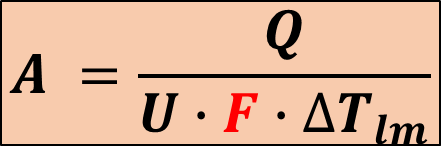 A = Q / U · F · ΔT_lm